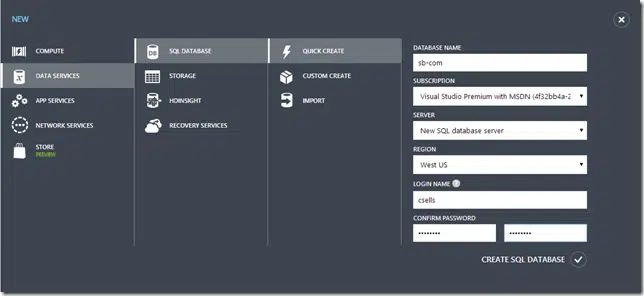 NEW
COMPUTE
DATA SERVICES
APP SERVICES
NETWORK SERVICES
STORE
PREVIEW
SQL DATABASE
STORAGE
HDINSIGHT
RECOVERY SERVICES
QUICK CREATE
CUSTOM CREATE
IMPORT
DATABASE NAME
sb-com
SUBSCRIPTION
Visual Studio Premium with MSDN (4f32bb4a-2
SERVER
New SQL database server
REGION
West US
LOGIN NAME ?
csells
CONFIRM PASSWORD
•••••••• ••••••••
CREATE SQL DATABASE